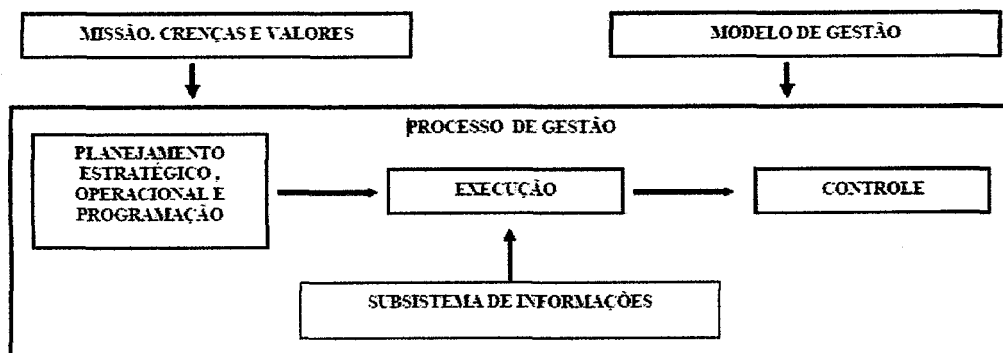 MISSÃO. CRENÇAS E VALORES
MODELO DE GESTÃO
PROCESSO DE GESTÃO
PLANEJAMENTO
ESTRATÉGICO ,
OPERACIONAL E
PROGRAMAÇÃO
EXECUÇÃO
CONTROLE
SUBSISTEMA DE INFORMAÇÕES